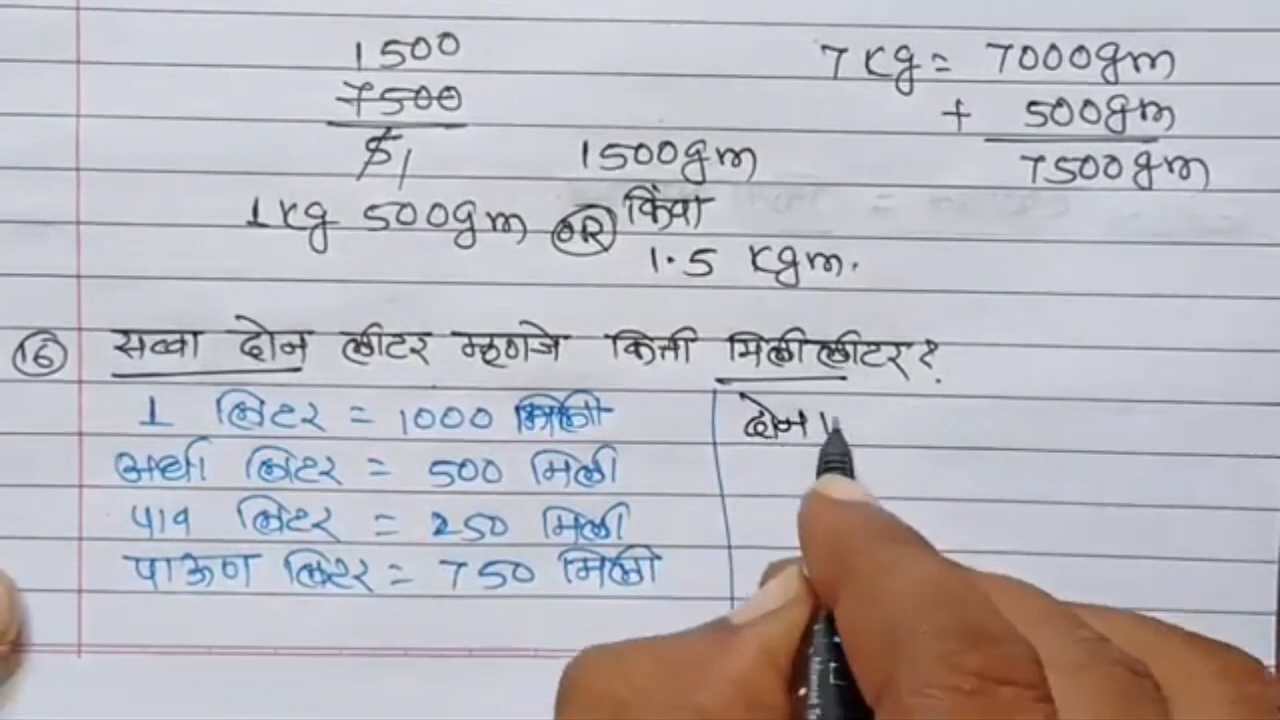 1500
7500
$1
1500gm
1kg 500gm OR किंवा
1.5 kgm.
7kg = 7000gm
+ 500gm
7500gm
16 सव्वा दोन लीटर म्हणजे किती मिलीलीटर?
1 लिटर = 1000 मिली
अर्धा लिटर = 500 मिली
पाव लिटर = 250 मिली
पाऊण लिटर = 750 मिली
दोन